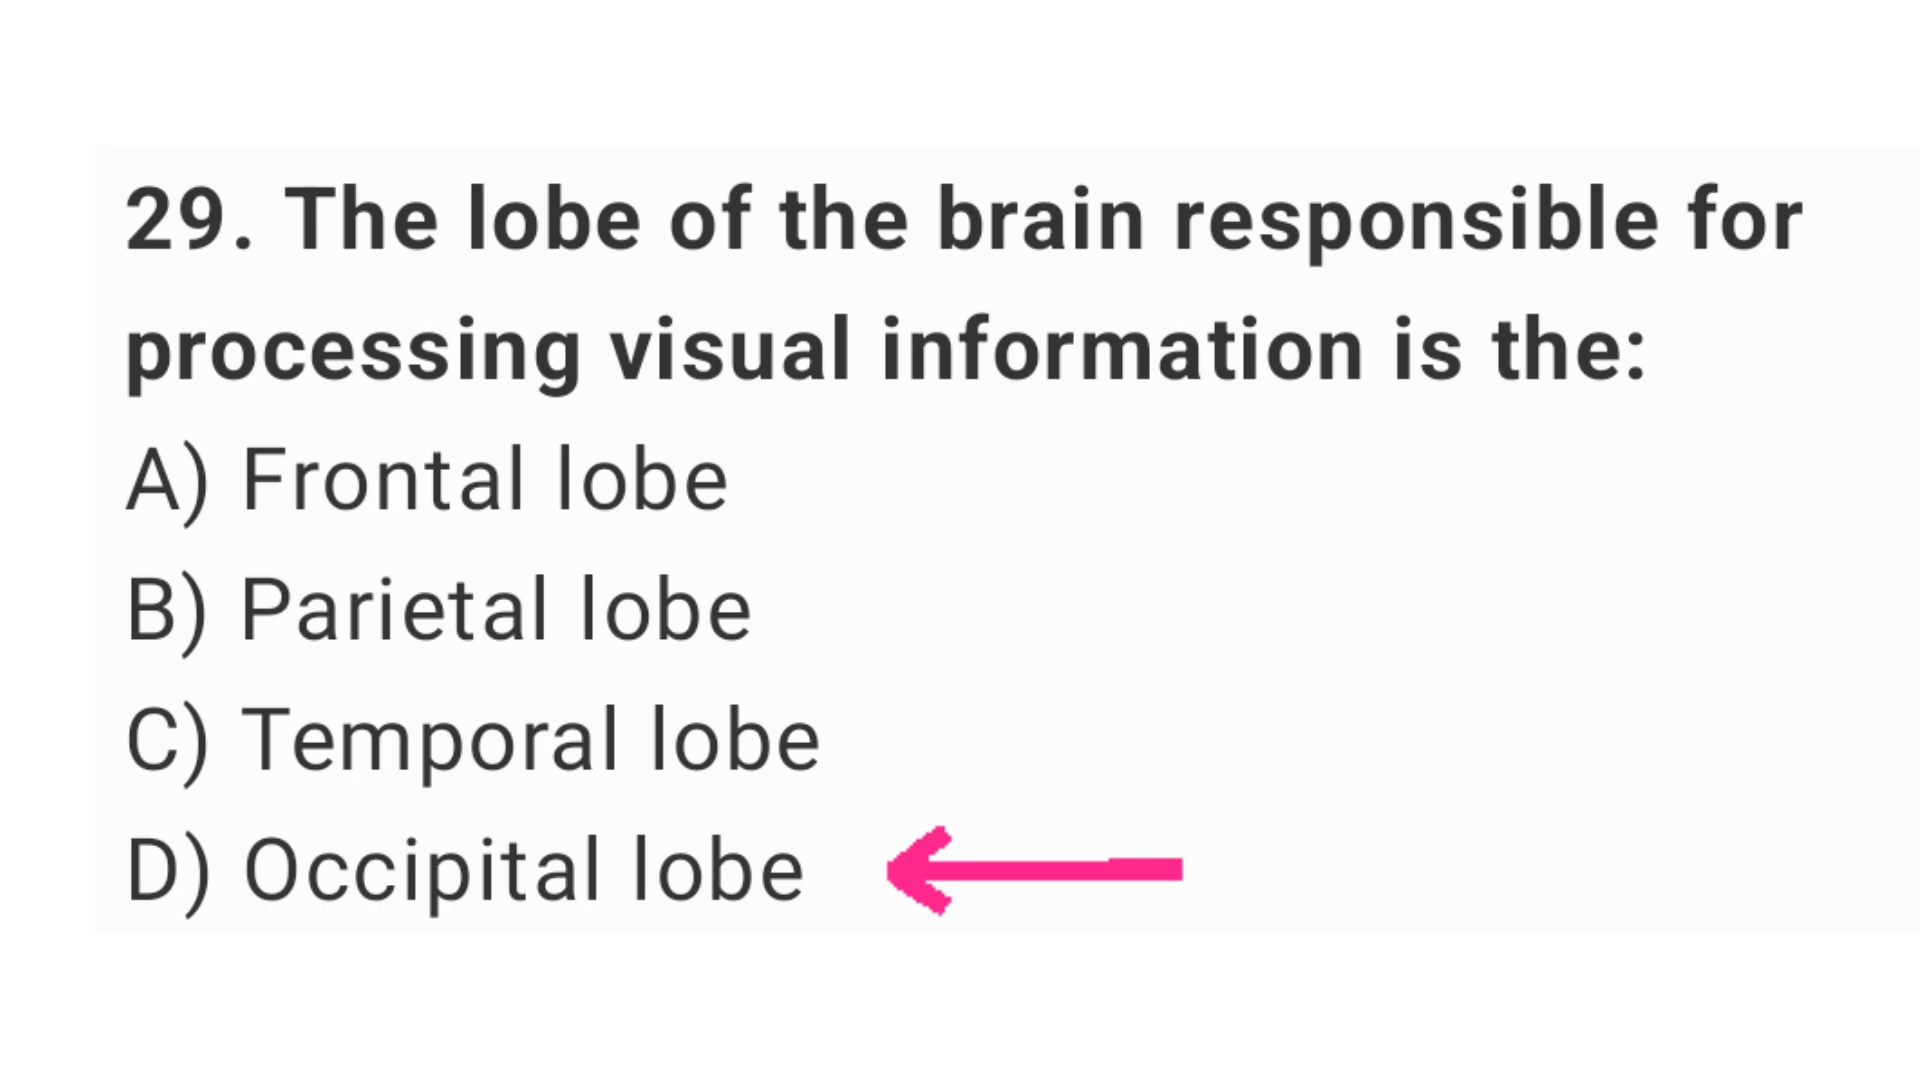 29. The lobe of the brain responsible for
processing visual information is the:
A) Frontal lobe
B) Parietal lobe
C) Temporal lobe
D) Occipital lobe